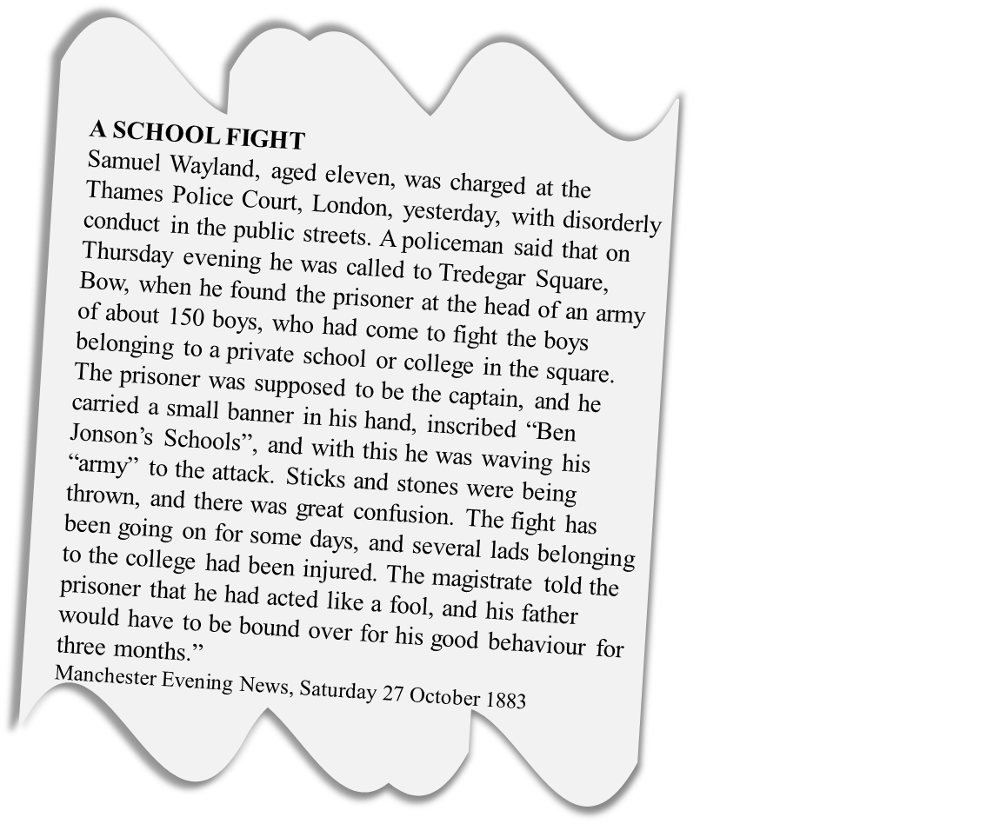 A SCHOOL FIGHT
Samuel Wayland, aged eleven, was charged at the
Thames Police Court, London, yesterday, with disorderly
conduct in the public streets. A policeman said that on
Thursday evening he was called to Tredegar Square,
Bow, when he found the prisoner at the head of an army
of about 150 boys, who had come to fight the boys
belonging to a private school or college in the square.
The prisoner was supposed to be the captain, and he
carried a small banner in his hand, inscribed “Ben
Jonson’s Schools”, and with this he was waving his
“army” to the attack. Sticks and stones were being
thrown, and there was great confusion. The fight has
been going on for some days, and several lads belonging
to the college had been injured. The magistrate told the
prisoner that he had acted like a fool, and his father
would have to be bound over for his good behaviour for
three months.”
Manchester Evening News, Saturday 27 October 1883